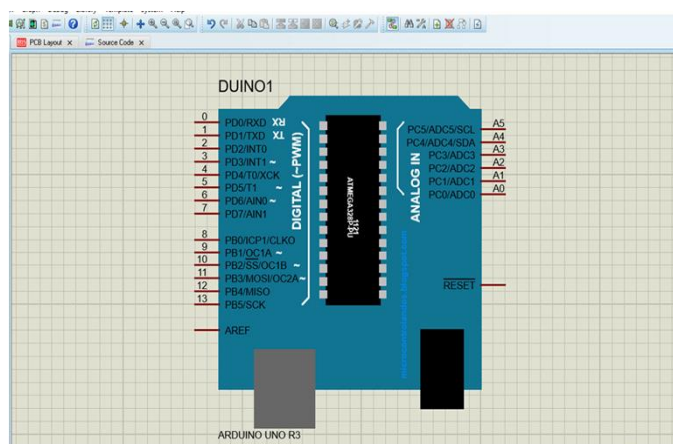 PCB Layout × Source Code ×
DUINO1
0 PD0/RXD RX
1 PD1/TXD TX
2 PD2/INT0
3 PD3/INT1 ~
4 PD4/T0/XCK
5 PD5/T1 ~
6 PD6/AIN0 ~
7 PD7/AIN1
8 PB0/ICP1/CLKO
9 PB1/OC1A ~
10 PB2/SS/OC1B ~
11 PB3/MOSI/OC2A ~
12 PB4/MISO
13 PB5/SCK
AREF
DIGITAL (~PWM)
ATMEGA328P-PU
1121
ANALOG IN
PC5/ADC5/SCL A5
PC4/ADC4/SDA A4
PC3/ADC3 A3
PC2/ADC2 A2
PC1/ADC1 A1
PC0/ADC0 A0
RESET
ARDUINO UNO R3